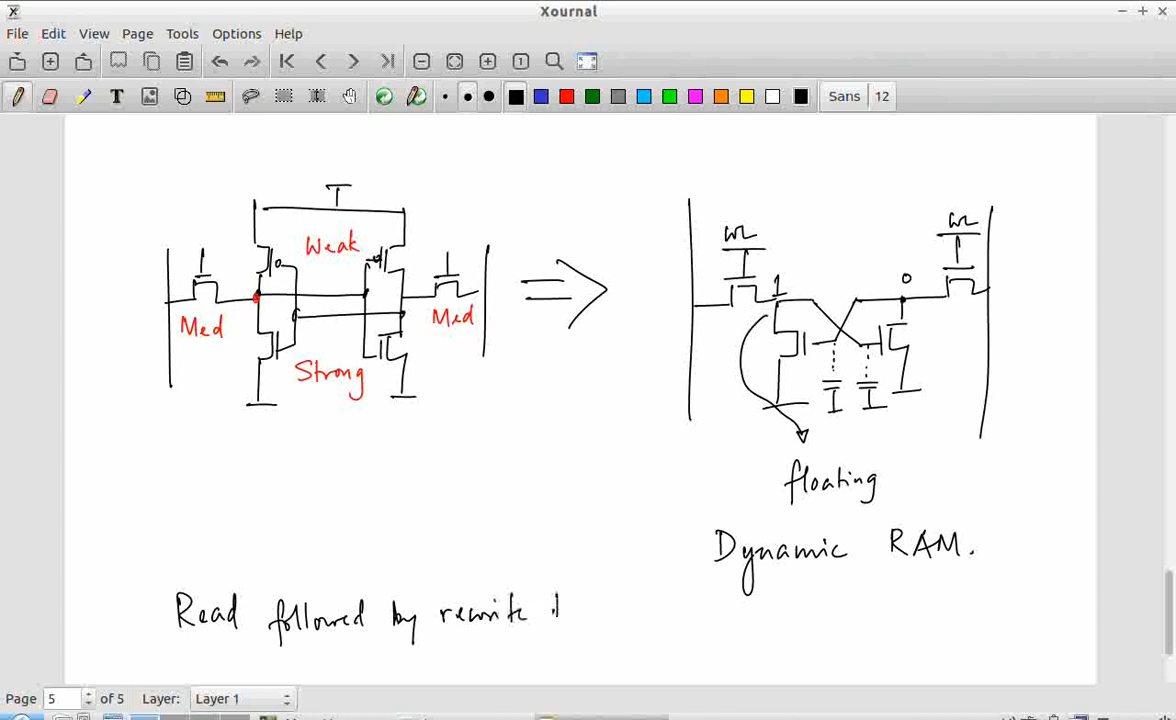 Xournal
File Edit View Page Tools Options Help
Sans 12
Weak
Med
Med
Strong
WL
WL
1
0
floating
Dynamic RAM.
Read followed by rewrite
Page 5 of 5 Layer: Layer 1